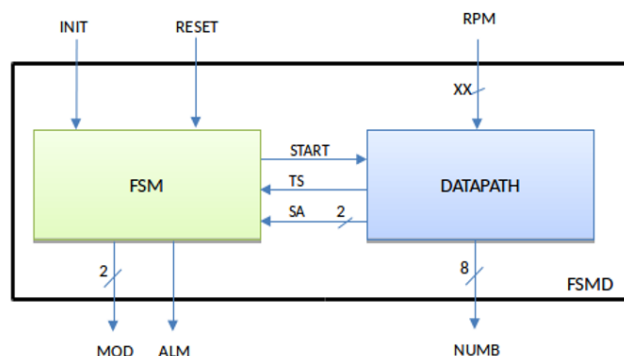 INIT RESET RPM
XX
START
FSM TS DATAPATH
SA 2
2 8
FSMD
MOD ALM NUMB